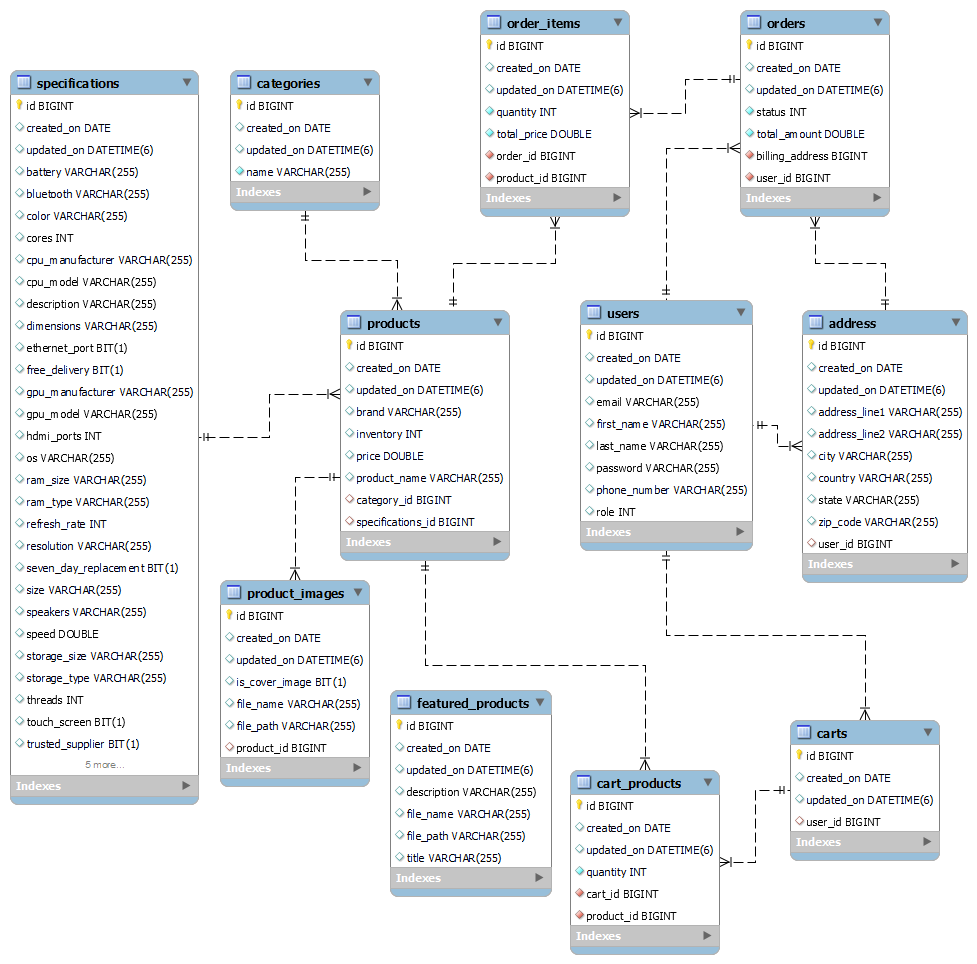 specifications
id BIGINT
created_on DATE
updated_on DATETIME(6)
battery VARCHAR(255)
bluetooth VARCHAR(255)
color VARCHAR(255)
cores INT
cpu_manufacturer VARCHAR(255)
cpu_model VARCHAR(255)
description VARCHAR(255)
dimensions VARCHAR(255)
ethernet_port BIT(1)
free_delivery BIT(1)
gpu_manufacturer VARCHAR(255)
gpu_model VARCHAR(255)
hdmi_ports INT
os VARCHAR(255)
ram_size VARCHAR(255)
ram_type VARCHAR(255)
refresh_rate INT
resolution VARCHAR(255)
seven_day_replacement BIT(1)
size VARCHAR(255)
speakers VARCHAR(255)
speed DOUBLE
storage_size VARCHAR(255)
storage_type VARCHAR(255)
threads INT
touch_screen BIT(1)
trusted_supplier BIT(1)
5 more...
Indexes
categories
id BIGINT
created_on DATE
updated_on DATETIME(6)
name VARCHAR(255)
Indexes
order_items
id BIGINT
created_on DATE
updated_on DATETIME(6)
quantity INT
total_price DOUBLE
order_id BIGINT
product_id BIGINT
Indexes
orders
id BIGINT
created_on DATE
updated_on DATETIME(6)
status INT
total_amount DOUBLE
billing_address BIGINT
user_id BIGINT
Indexes
products
id BIGINT
created_on DATE
updated_on DATETIME(6)
brand VARCHAR(255)
inventory INT
price DOUBLE
product_name VARCHAR(255)
category_id BIGINT
specifications_id BIGINT
Indexes
users
id BIGINT
created_on DATE
updated_on DATETIME(6)
email VARCHAR(255)
first_name VARCHAR(255)
last_name VARCHAR(255)
password VARCHAR(255)
phone_number VARCHAR(255)
role INT
Indexes
address
id BIGINT
created_on DATE
updated_on DATETIME(6)
address_line1 VARCHAR(255)
address_line2 VARCHAR(255)
city VARCHAR(255)
country VARCHAR(255)
state VARCHAR(255)
zip_code VARCHAR(255)
user_id BIGINT
Indexes
product_images
id BIGINT
created_on DATE
updated_on DATETIME(6)
is_cover_image BIT(1)
file_name VARCHAR(255)
file_path VARCHAR(255)
product_id BIGINT
Indexes
featured_products
id BIGINT
created_on DATE
updated_on DATETIME(6)
description VARCHAR(255)
file_name VARCHAR(255)
file_path VARCHAR(255)
title VARCHAR(255)
Indexes
cart_products
id BIGINT
created_on DATE
updated_on DATETIME(6)
quantity INT
cart_id BIGINT
product_id BIGINT
Indexes
carts
id BIGINT
created_on DATE
updated_on DATETIME(6)
user_id BIGINT
Indexes